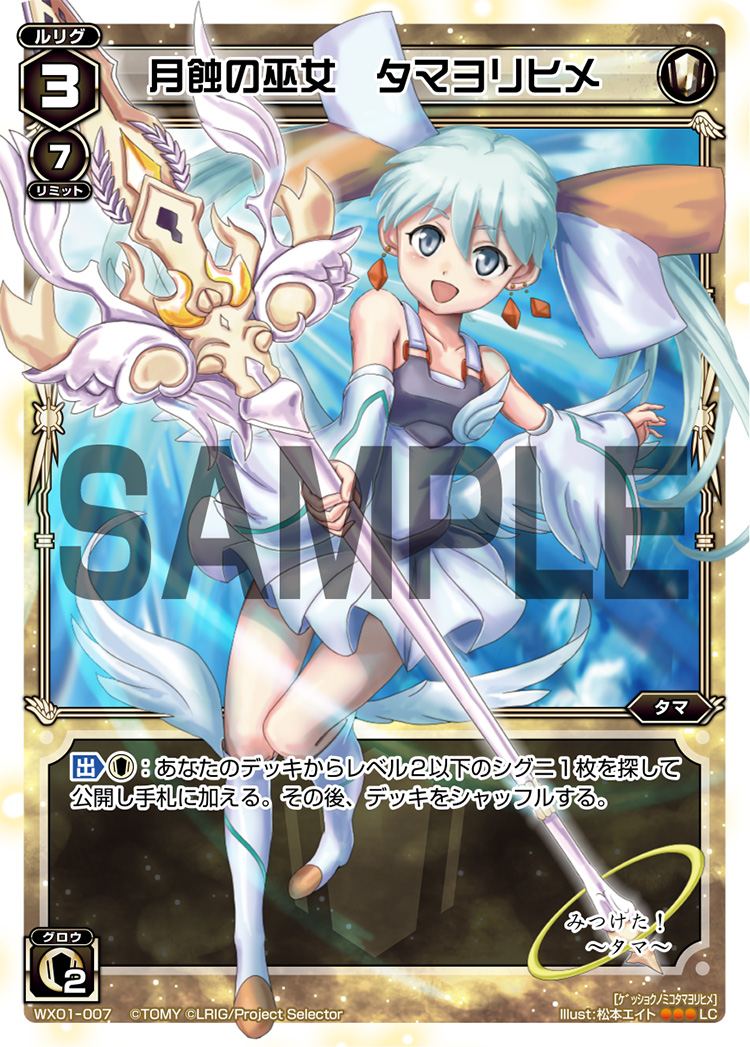 ルリグ
3
月蝕の巫女 タマヨリヒメ
7
リミット
SAMPLE
タマ
出 :あなたのデッキからレベル2以下のシグニ1枚を探して
公開し手札に加える。その後、デッキをシャッフルする。
みつけた!
～タマ～
グロウ
2
[ゲッショクノミコタマヨリヒメ]
WX01-007 ©TOMY ©LRIG/Project Selector
Illust:松本エイト LC